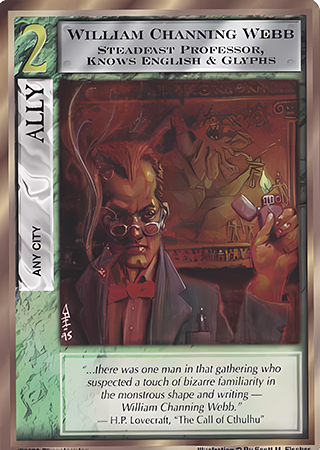 2
WILLIAM CHANNING WEBB
STEADFAST PROFESSOR,
KNOWS ENGLISH & GLYPHS
ALLY
ANY CITY
'95
"...there was one man in that gathering who
suspected a touch of bizarre familiarity in
the monstrous shape and writing —
William Channing Webb."
— H.P. Lovecraft, "The Call of Cthulhu"
Illustration © By Scott M. Fischer